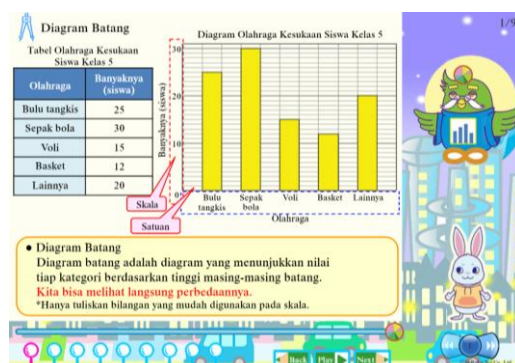 Diagram Batang
1/9
Tabel Olahraga Kesukaan
Siswa Kelas 5
Olahraga
Banyaknya
(siswa)
Bulu tangkis 25
Sepak bola 30
Voli 15
Basket 12
Lainnya 20
Diagram Olahraga Kesukaan Siswa Kelas 5
Banyaknya (siswa)
30
20
10
0
Bulu
tangkis
Sepak
bola
Voli
Basket
Lainnya
Olahraga
Skala
Satuan
● Diagram Batang
Diagram batang adalah diagram yang menunjukkan nilai
tiap kategori berdasarkan tinggi masing-masing batang.
Kita bisa melihat langsung perbedaannya.
*Hanya tuliskan bilangan yang mudah digunakan pada skala.
Back Play Next